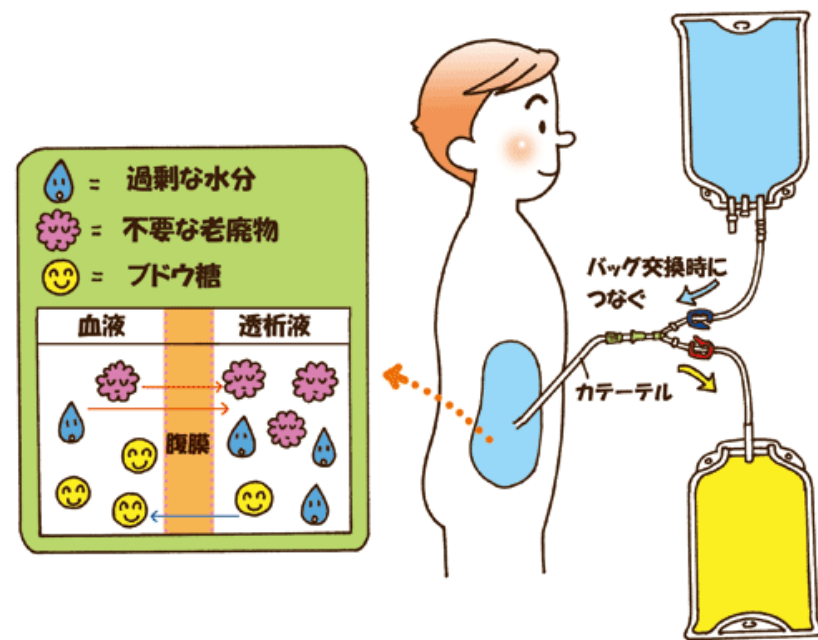 = 過剰な水分
= 不要な老廃物
= ブドウ糖
血液 透析液
腹膜
バッグ交換時に
つなぐ
カテーテル